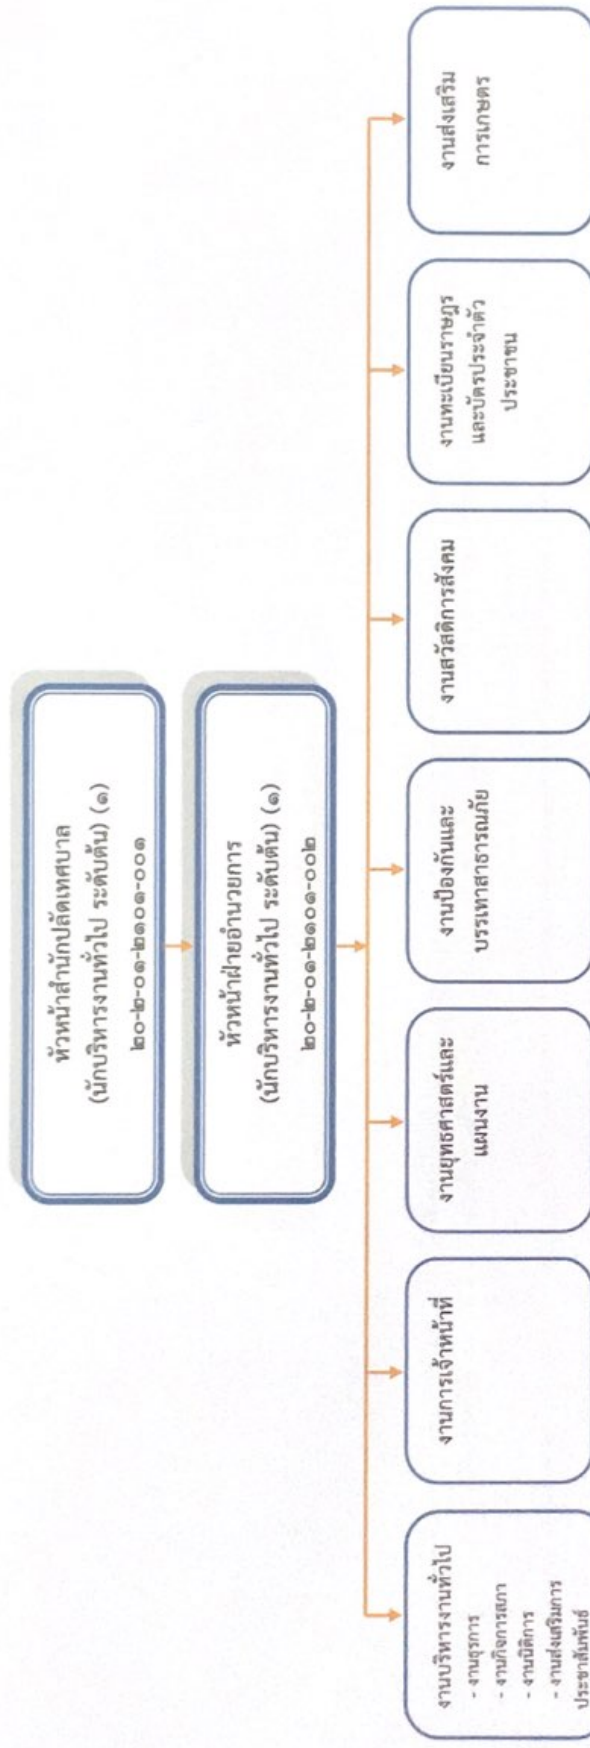 หัวหน้าสำนักปลัดเทศบาล
(นักบริหารงานทั่วไป ระดับต้น) (๑)
๒๐-๒-๐๑-๒๑๐๑-๐๐๑
หัวหน้าฝ่ายอำนวยการ
(นักบริหารงานทั่วไป ระดับต้น) (๑)
๒๐-๒-๐๑-๒๑๐๑-๐๐๒
งานบริหารงานทั่วไป
- งานธุรการ
- งานกิจการสภา
- งานนิติการ
- งานส่งเสริมการ
ประชาสัมพันธ์
งานการเจ้าหน้าที่
งานยุทธศาสตร์และ
แผนงาน
งานป้องกันและ
บรรเทาสาธารณภัย
งานสวัสดิการสังคม
งานทะเบียนราษฎร
และบัตรประจำตัว
ประชาชน
งานส่งเสริม
การเกษตร